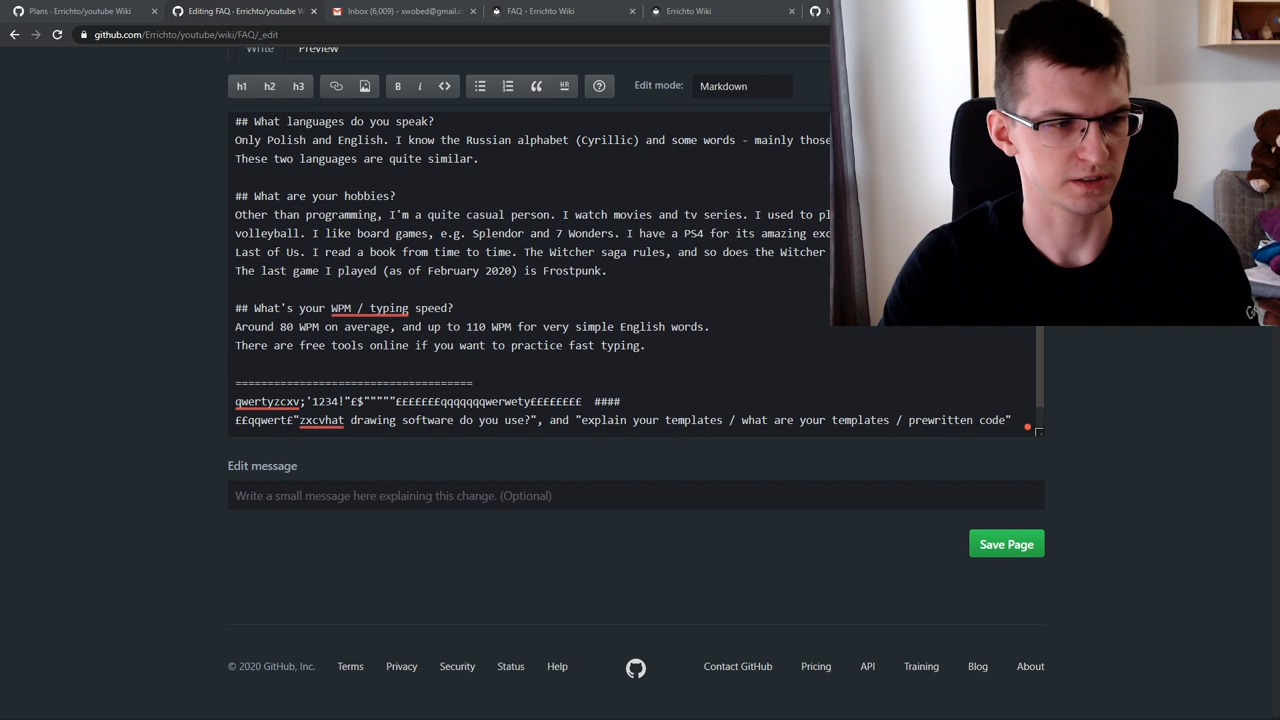 Plans · Errichto/youtube Wiki
Editing FAQ · Errichto/youtube W
Inbox (6,009) - xwobed@gmail.c
FAQ – Errichto Wiki
Errichto Wiki
github.com/Errichto/youtube/wiki/FAQ/_edit
Write Preview
h1 h2 h3 B i <> Edit mode: Markdown
## What languages do you speak?
Only Polish and English. I know the Russian alphabet (Cyrillic) and some words - mainly those
These two languages are quite similar.
## What are your hobbies?
Other than programming, I'm a quite casual person. I watch movies and tv series. I used to pl
volleyball. I like board games, e.g. Splendor and 7 Wonders. I have a PS4 for its amazing exc
Last of Us. I read a book from time to time. The Witcher saga rules, and so does the Witcher
The last game I played (as of February 2020) is Frostpunk.
## What's your WPM / typing speed?
Around 80 WPM on average, and up to 110 WPM for very simple English words.
There are free tools online if you want to practice fast typing.
=====================================
qwertyzcxv;'1234!"£$"""""£££££££qqqqqqqwerwety££££££££  ####
££qqwert£"zxcvhat drawing software do you use?", and "explain your templates / what are your templates / prewritten code"
Edit message
Write a small message here explaining this change. (Optional)
Save Page
© 2020 GitHub, Inc. Terms Privacy Security Status Help Contact GitHub Pricing API Training Blog About